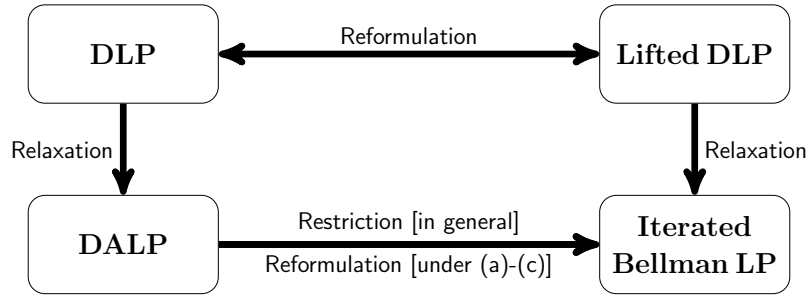 DLP
Reformulation
Lifted DLP
Relaxation
Relaxation
DALP
Restriction [in general]
Reformulation [under (a)-(c)]
Iterated
Bellman LP